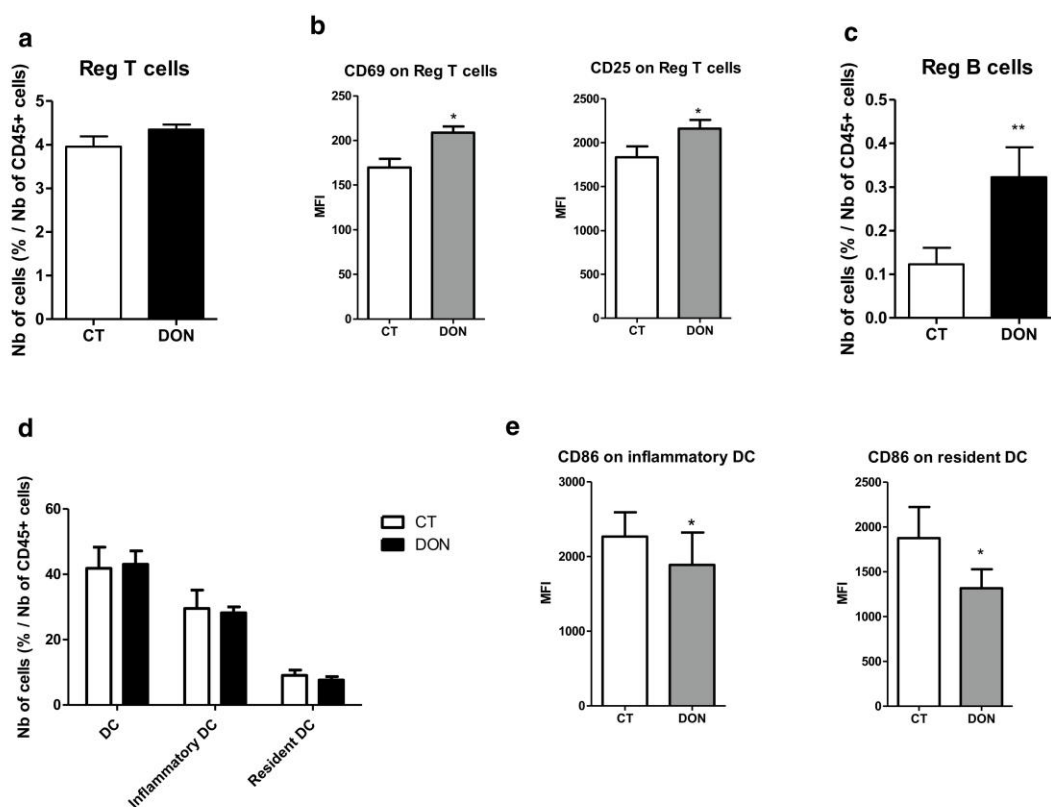 a
Reg T cells
Nb of cells (% / Nb of CD45+ cells)
5
4
3
2
1
0
CT
DON
b
CD69 on Reg T cells
MFI
250
200
150
100
50
0
*
CT
DON
CD25 on Reg T cells
MFI
2500
2000
1500
1000
500
0
*
CT
DON
c
Reg B cells
Nb of cells (% / Nb of CD45+ cells)
0.5
0.4
0.3
0.2
0.1
0.0
**
CT
DON
d
Nb of cells (% / Nb of CD45+ cells)
60
40
20
0
DC
Inflammatory DC
Resident DC
CT
DON
e
CD86 on inflammatory DC
MFI
3000
2000
1000
0
*
CT
DON
CD86 on resident DC
MFI
2500
2000
1500
1000
500
0
*
CT
DON